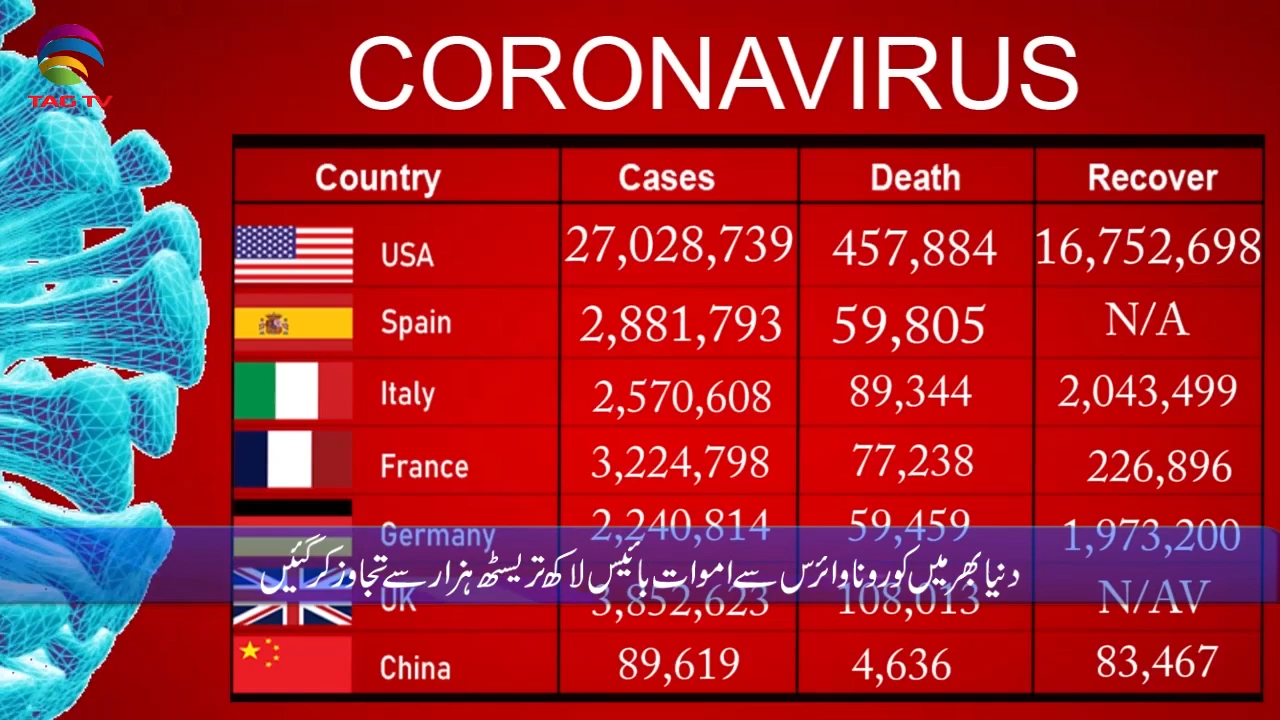 TAG TV
CORONAVIRUS
Country Cases Death Recover
USA 27,028,739 457,884 16,752,698
Spain 2,881,793 59,805 N/A
Italy 2,570,608 89,344 2,043,499
France 3,224,798 77,238 226,896
Germany 2,240,814 59,459 1,973,200
دنیا بھر میں کورونا وائرس سے اموات بائیس لاکھ تریسٹھ ہزار سے تجاوز کر گئیں
UK 3,852,623 108,013 N/AV
China 89,619 4,636 83,467